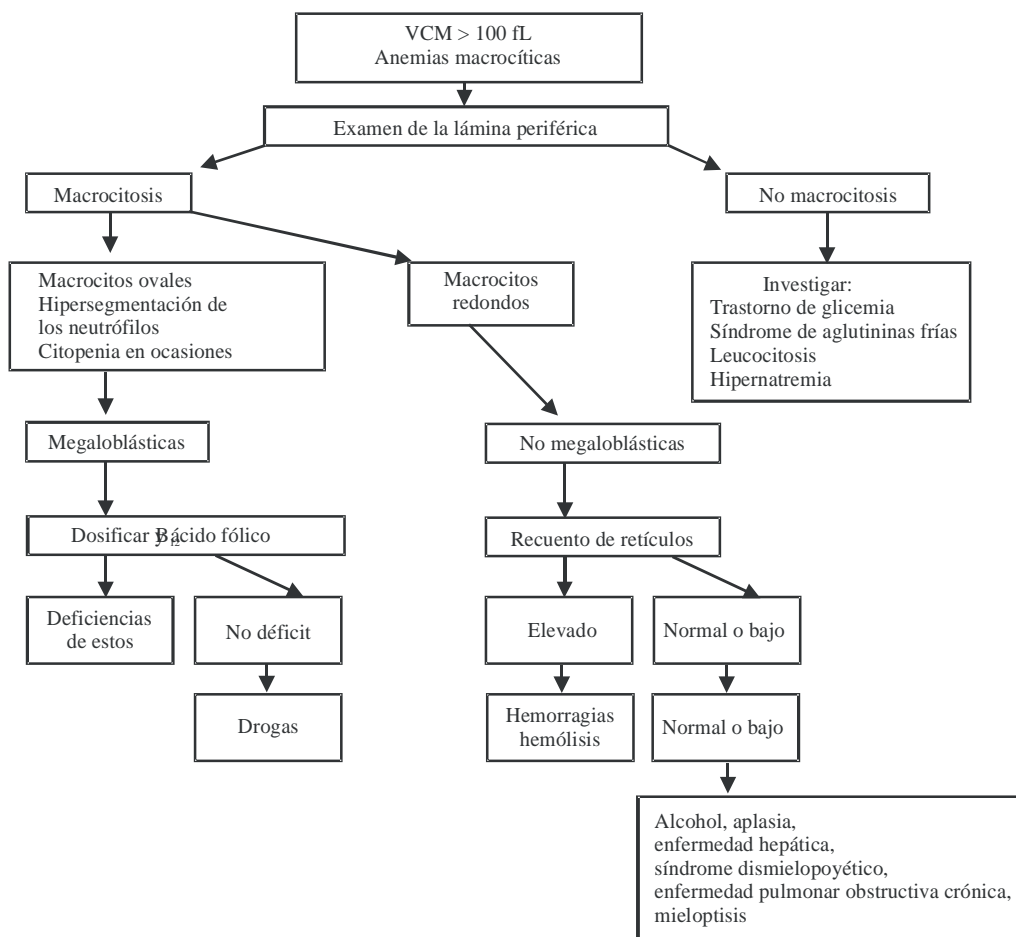 VCM > 100 fL
Anemias macrocíticas
Examen de la lámina periférica
Macrocitosis
No macrocitosis
Macrocitos ovales
Hipersegmentación de
los neutrófilos
Citopenia en ocasiones
Macrocitos
redondos
Investigar:
Trastorno de glicemia
Síndrome de aglutininas frías
Leucocitosis
Hipernatremia
Megaloblásticas
No megaloblásticas
Dosificar B12 y ácido fólico
Recuento de retículos
Deficiencias
de estos
No déficit
Elevado
Normal o bajo
Drogas
Hemorragias
hemólisis
Normal o bajo
Alcohol, aplasia,
enfermedad hepática,
síndrome dismielopoyético,
enfermedad pulmonar obstructiva crónica,
mieloptisis